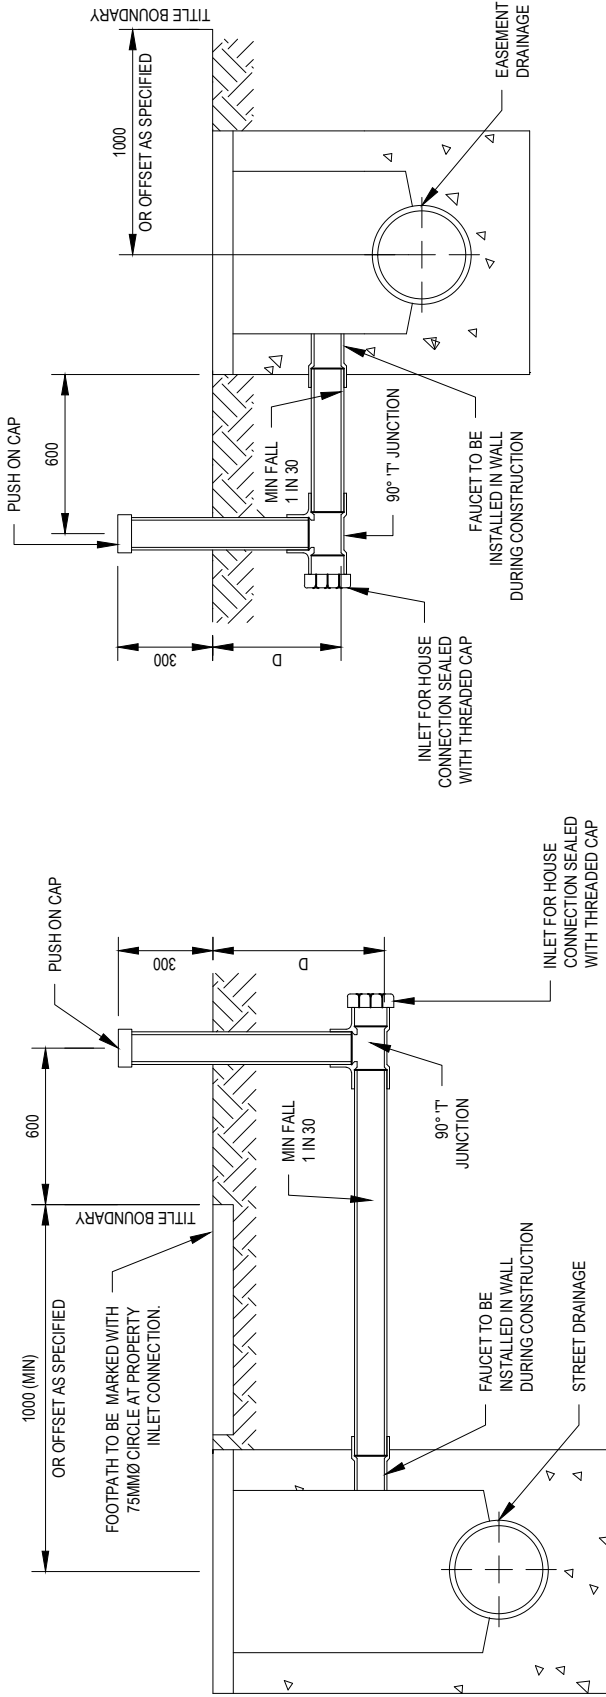 TITLE BOUNDARY
1000
OR OFFSET AS SPECIFIED
EASEMENT
DRAINAGE
PUSH ON CAP
600
MIN FALL
1 IN 30
90° 'T' JUNCTION
FAUCET TO BE
INSTALLED IN WALL
DURING CONSTRUCTION
300
D
INLET FOR HOUSE
CONNECTION SEALED
WITH THREADED CAP
PUSH ON CAP
300
D
600
INLET FOR HOUSE
CONNECTION SEALED
WITH THREADED CAP
MIN FALL
1 IN 30
90° 'T'
JUNCTION
TITLE BOUNDARY
1000 (MIN)
OR OFFSET AS SPECIFIED
FOOTPATH TO BE MARKED WITH
75MMØ CIRCLE AT PROPERTY
INLET CONNECTION.
FAUCET TO BE
INSTALLED IN WALL
DURING CONSTRUCTION
STREET DRAINAGE